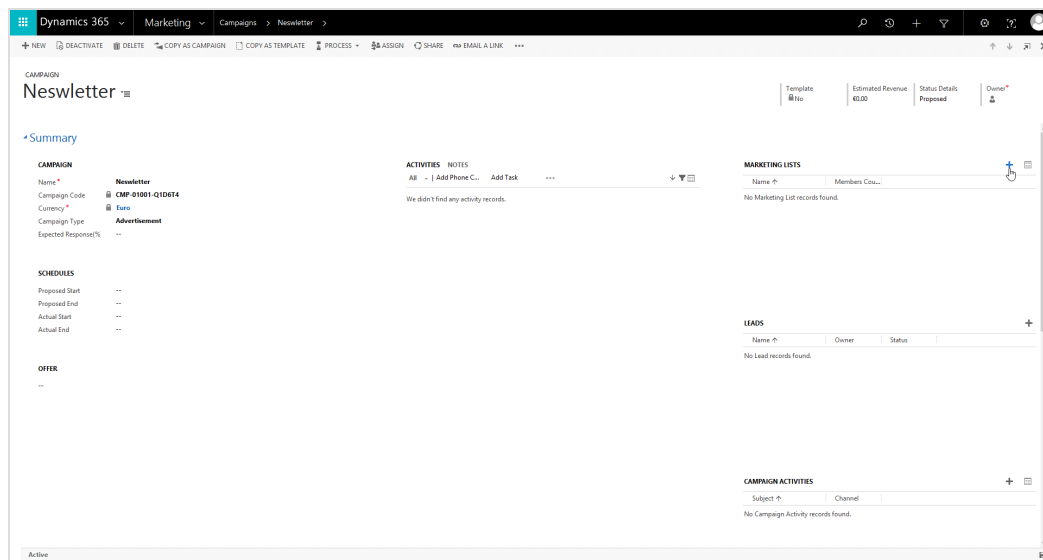 Dynamics 365 Marketing Campaigns > Neswletter >
NEW DEACTIVATE DELETE COPY AS CAMPAIGN COPY AS TEMPLATE PROCESS ASSIGN SHARE EMAIL A LINK •••
CAMPAIGN
Neswletter
Template
No
Estimated Revenue
€0.00
Status Details
Proposed
Owner*
Summary
CAMPAIGN
Name* Neswletter
Campaign Code CMP-01001-Q1D6T4
Currency* Euro
Campaign Type Advertisement
Expected Response(% --
SCHEDULES
Proposed Start --
Proposed End --
Actual Start --
Actual End --
OFFER
--
ACTIVITIES NOTES
All | Add Phone C... Add Task •••
We didn't find any activity records.
MARKETING LISTS
Name ↑ Members Cou...
No Marketing List records found.
LEADS
Name ↑ Owner Status
No Lead records found.
CAMPAIGN ACTIVITIES
Subject ↑ Channel
No Campaign Activity records found.
Active